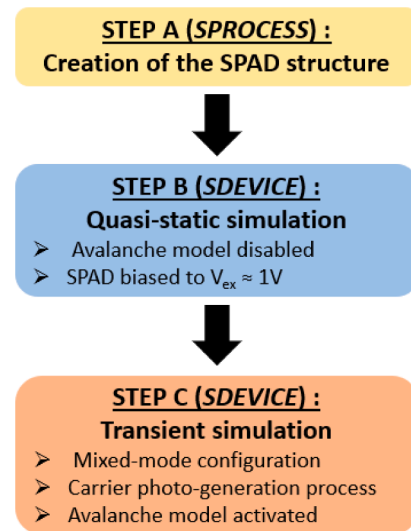 STEP A (SPROCESS) :
Creation of the SPAD structure
STEP B (SDEVICE) :
Quasi-static simulation
➢ Avalanche model disabled
➢ SPAD biased to Vₑₓ ≈ 1V
STEP C (SDEVICE) :
Transient simulation
➢ Mixed-mode configuration
➢ Carrier photo-generation process
➢ Avalanche model activated